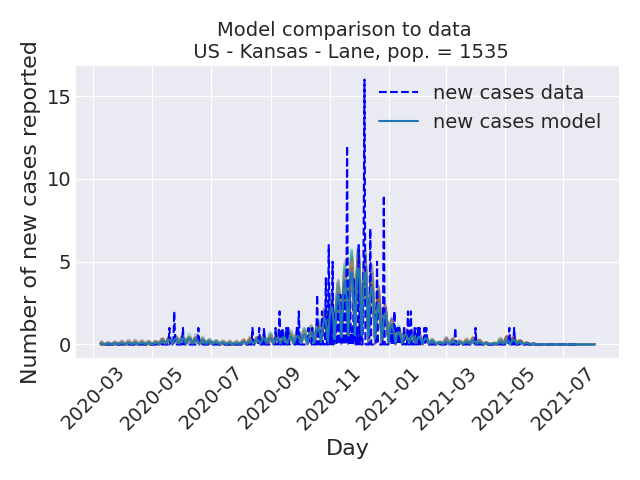 Model comparison to data
US - Kansas - Lane, pop. = 1535
Number of new cases reported
15
10
5
0
new cases data
new cases model
2020-03
2020-05
2020-07
2020-09
2020-11
2021-01
2021-03
2021-05
2021-07
Day